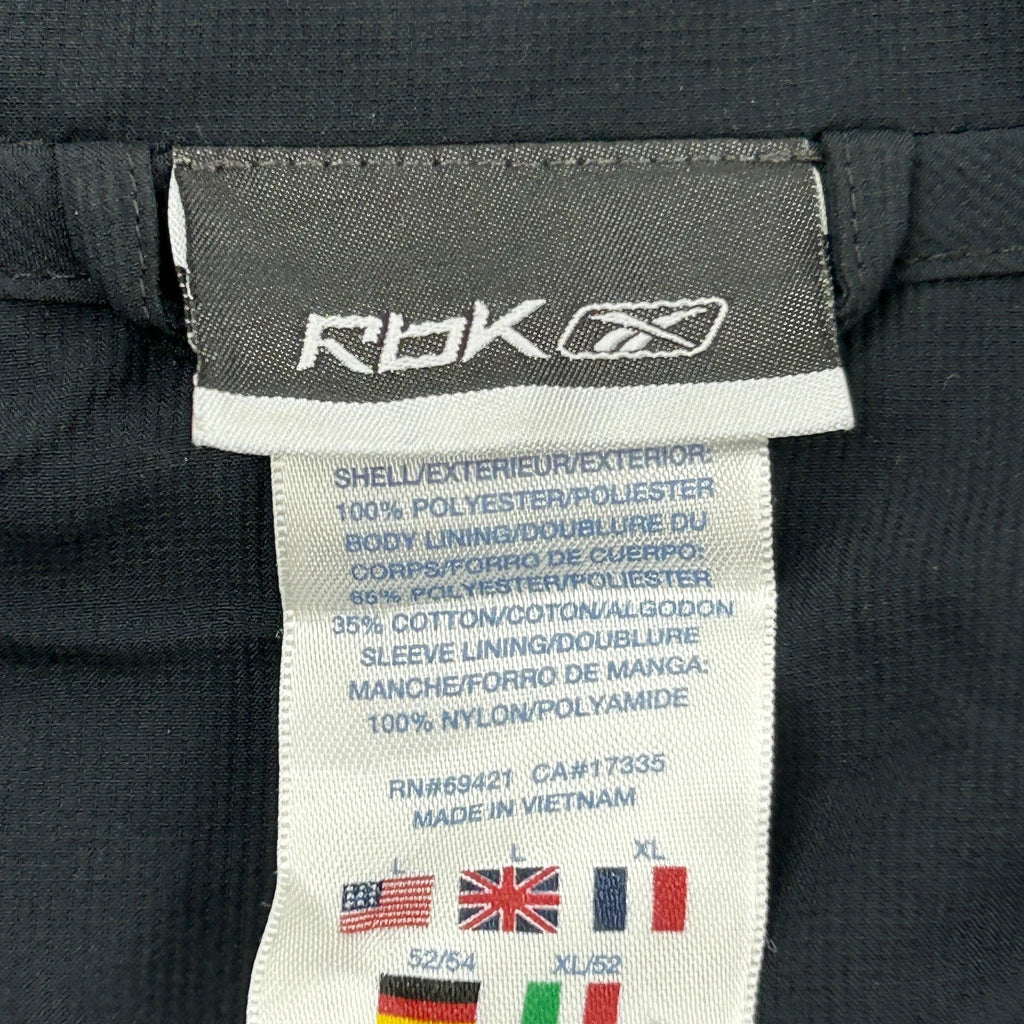 RbK
SHELL/EXTERIEUR/EXTERIOR:
100% POLYESTER/POLIESTER
BODY LINING/DOUBLURE DU
CORPS/FORRO DE CUERPO:
65% POLYESTER/POLIESTER
35% COTTON/COTON/ALGODON
SLEEVE LINING/DOUBLURE
MANCHE/FORRO DE MANGA:
100% NYLON/POLYAMIDE
RN#69421 CA#17335
MADE IN VIETNAM
L L XL
52/54 XL/52